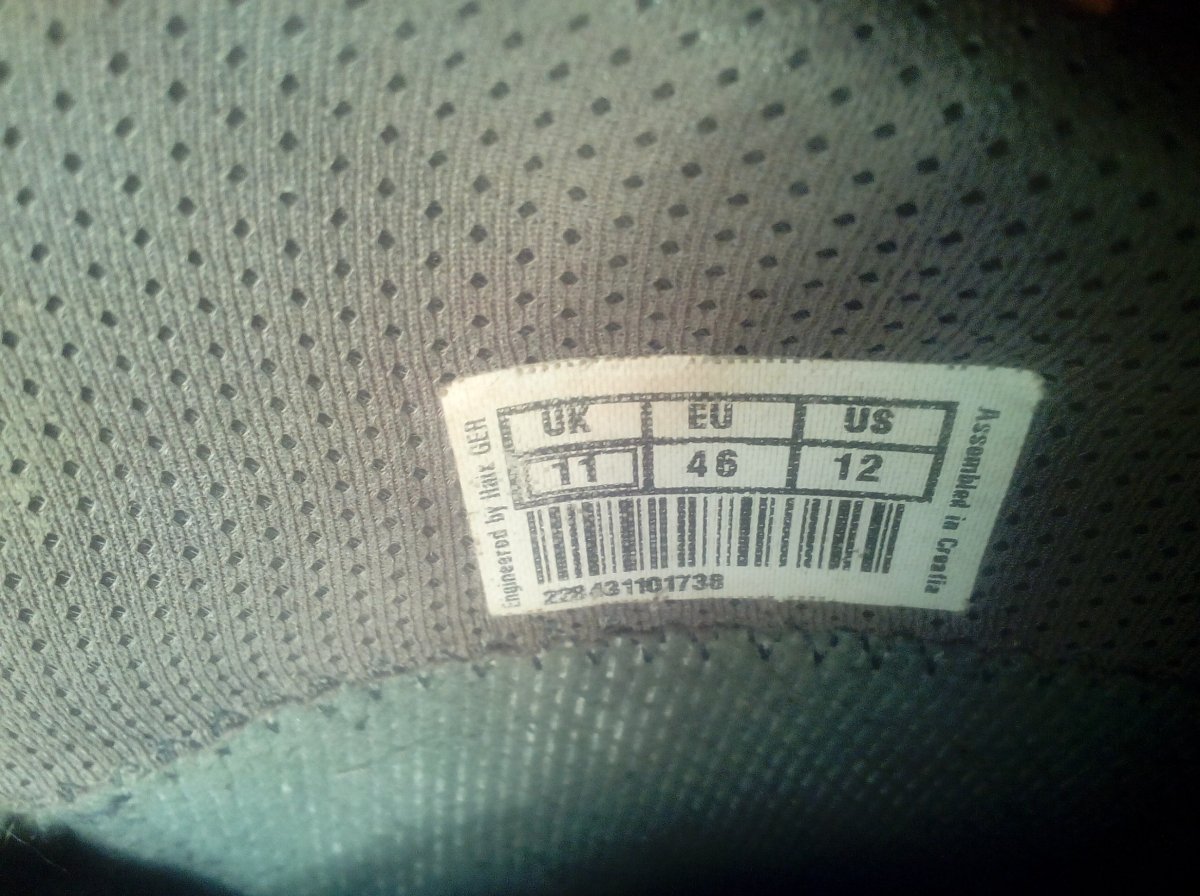 Engineered by Haix GER
UK EU US
11 46 12
228431101738
Assembled in Croatia